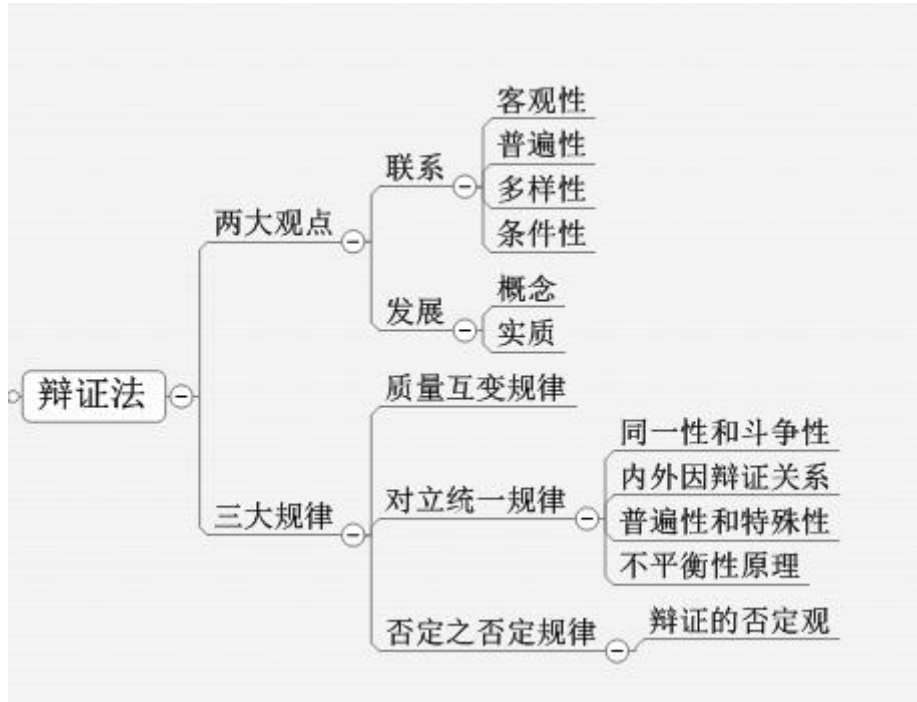 辩证法
两大观点
联系
客观性
普遍性
多样性
条件性
发展
概念
实质
三大规律
质量互变规律
对立统一规律
同一性和斗争性
内外因辩证关系
普遍性和特殊性
不平衡性原理
否定之否定规律
辩证的否定观